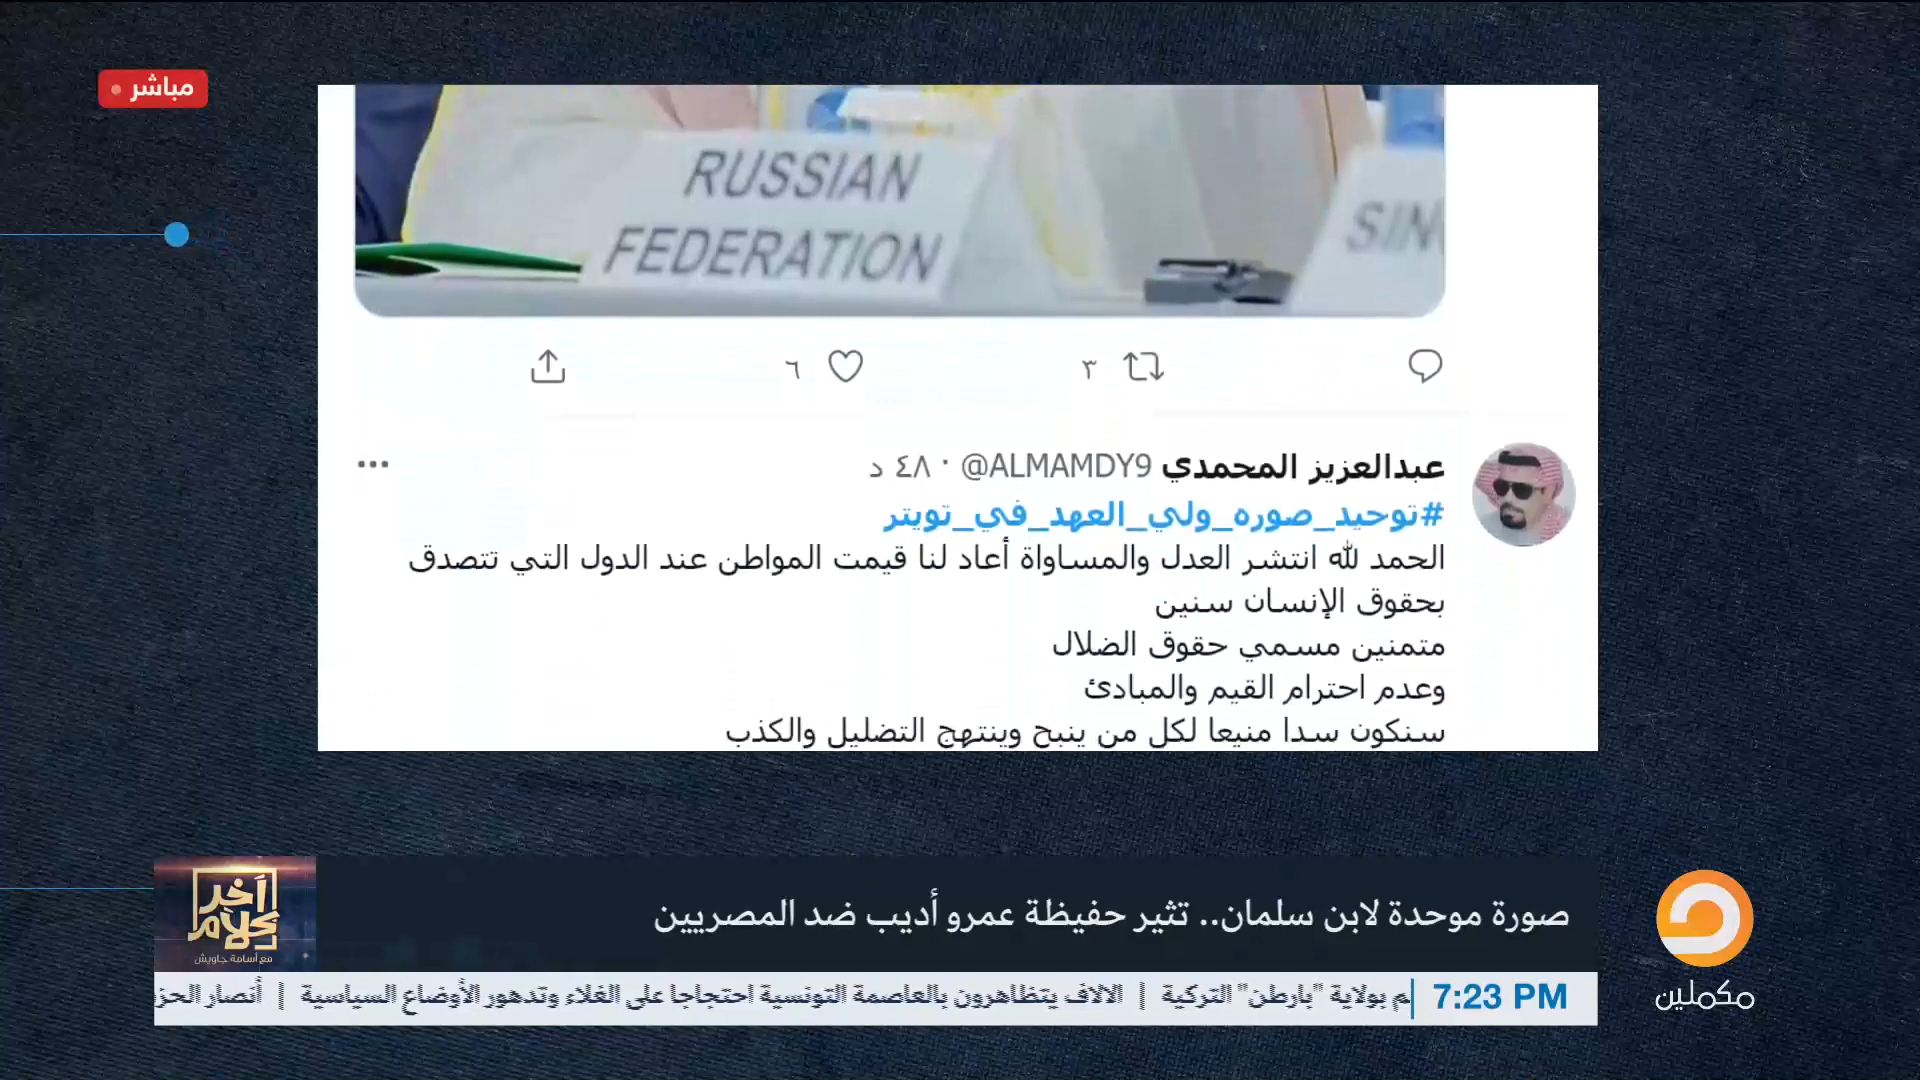 مباشر
RUSSIAN
FEDERATION
SIN
٣
٦
عبدالعزيز المحمدي @ALMAMDY9 · ٤٨ د
#توحيد_صوره_ولي_العهد_في_تويتر
الحمد لله انتشر العدل والمساواة أعاد لنا قيمت المواطن عند الدول التي تتصدق
بحقوق الإنسان سنين
متمنين مسمي حقوق الضلال
وعدم احترام القيم والمبادئ
سنكون سدا منيعا لكل من ينبح وينتهج التضليل والكذب
آخر
كلام
مع أسامة جاويش
صورة موحدة لابن سلمان.. تثير حفيظة عمرو أديب ضد المصريين
7:23 PM
م بولاية "بارطن" التركية | الالاف يتظاهرون بالعاصمة التونسية احتجاجا على الغلاء وتدهور الأوضاع السياسية | أنصار الحز
مكملين